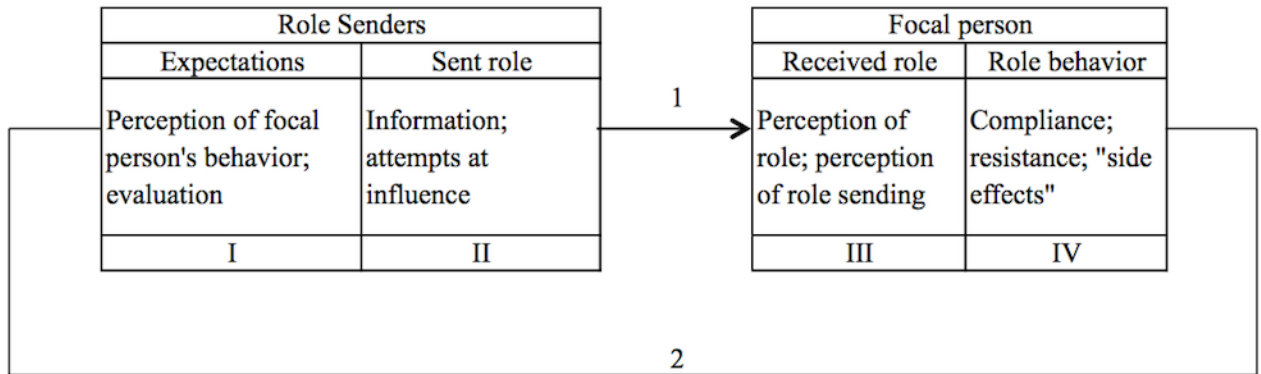 Role Senders
Expectations
Sent role
Perception of focal
person's behavior;
evaluation
Information;
attempts at
influence
I
II
1
Focal person
Received role
Role behavior
Perception of
role; perception
of role sending
Compliance;
resistance; "side
effects"
III
IV
2